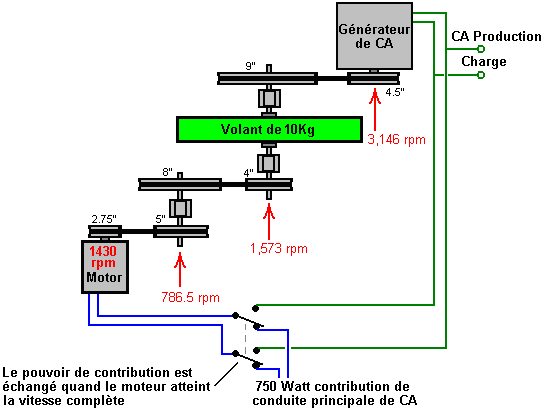 Générateur
de CA
CA Production
Charge
9"
4.5"
Volant de 10Kg
3,146 rpm
8"
4"
2.75"
5"
1430
rpm
Motor
1,573 rpm
786.5 rpm
Le pouvoir de contribution est
échangé quand le moteur atteint
la vitesse complète
750 Watt contribution de
conduite principale de CA